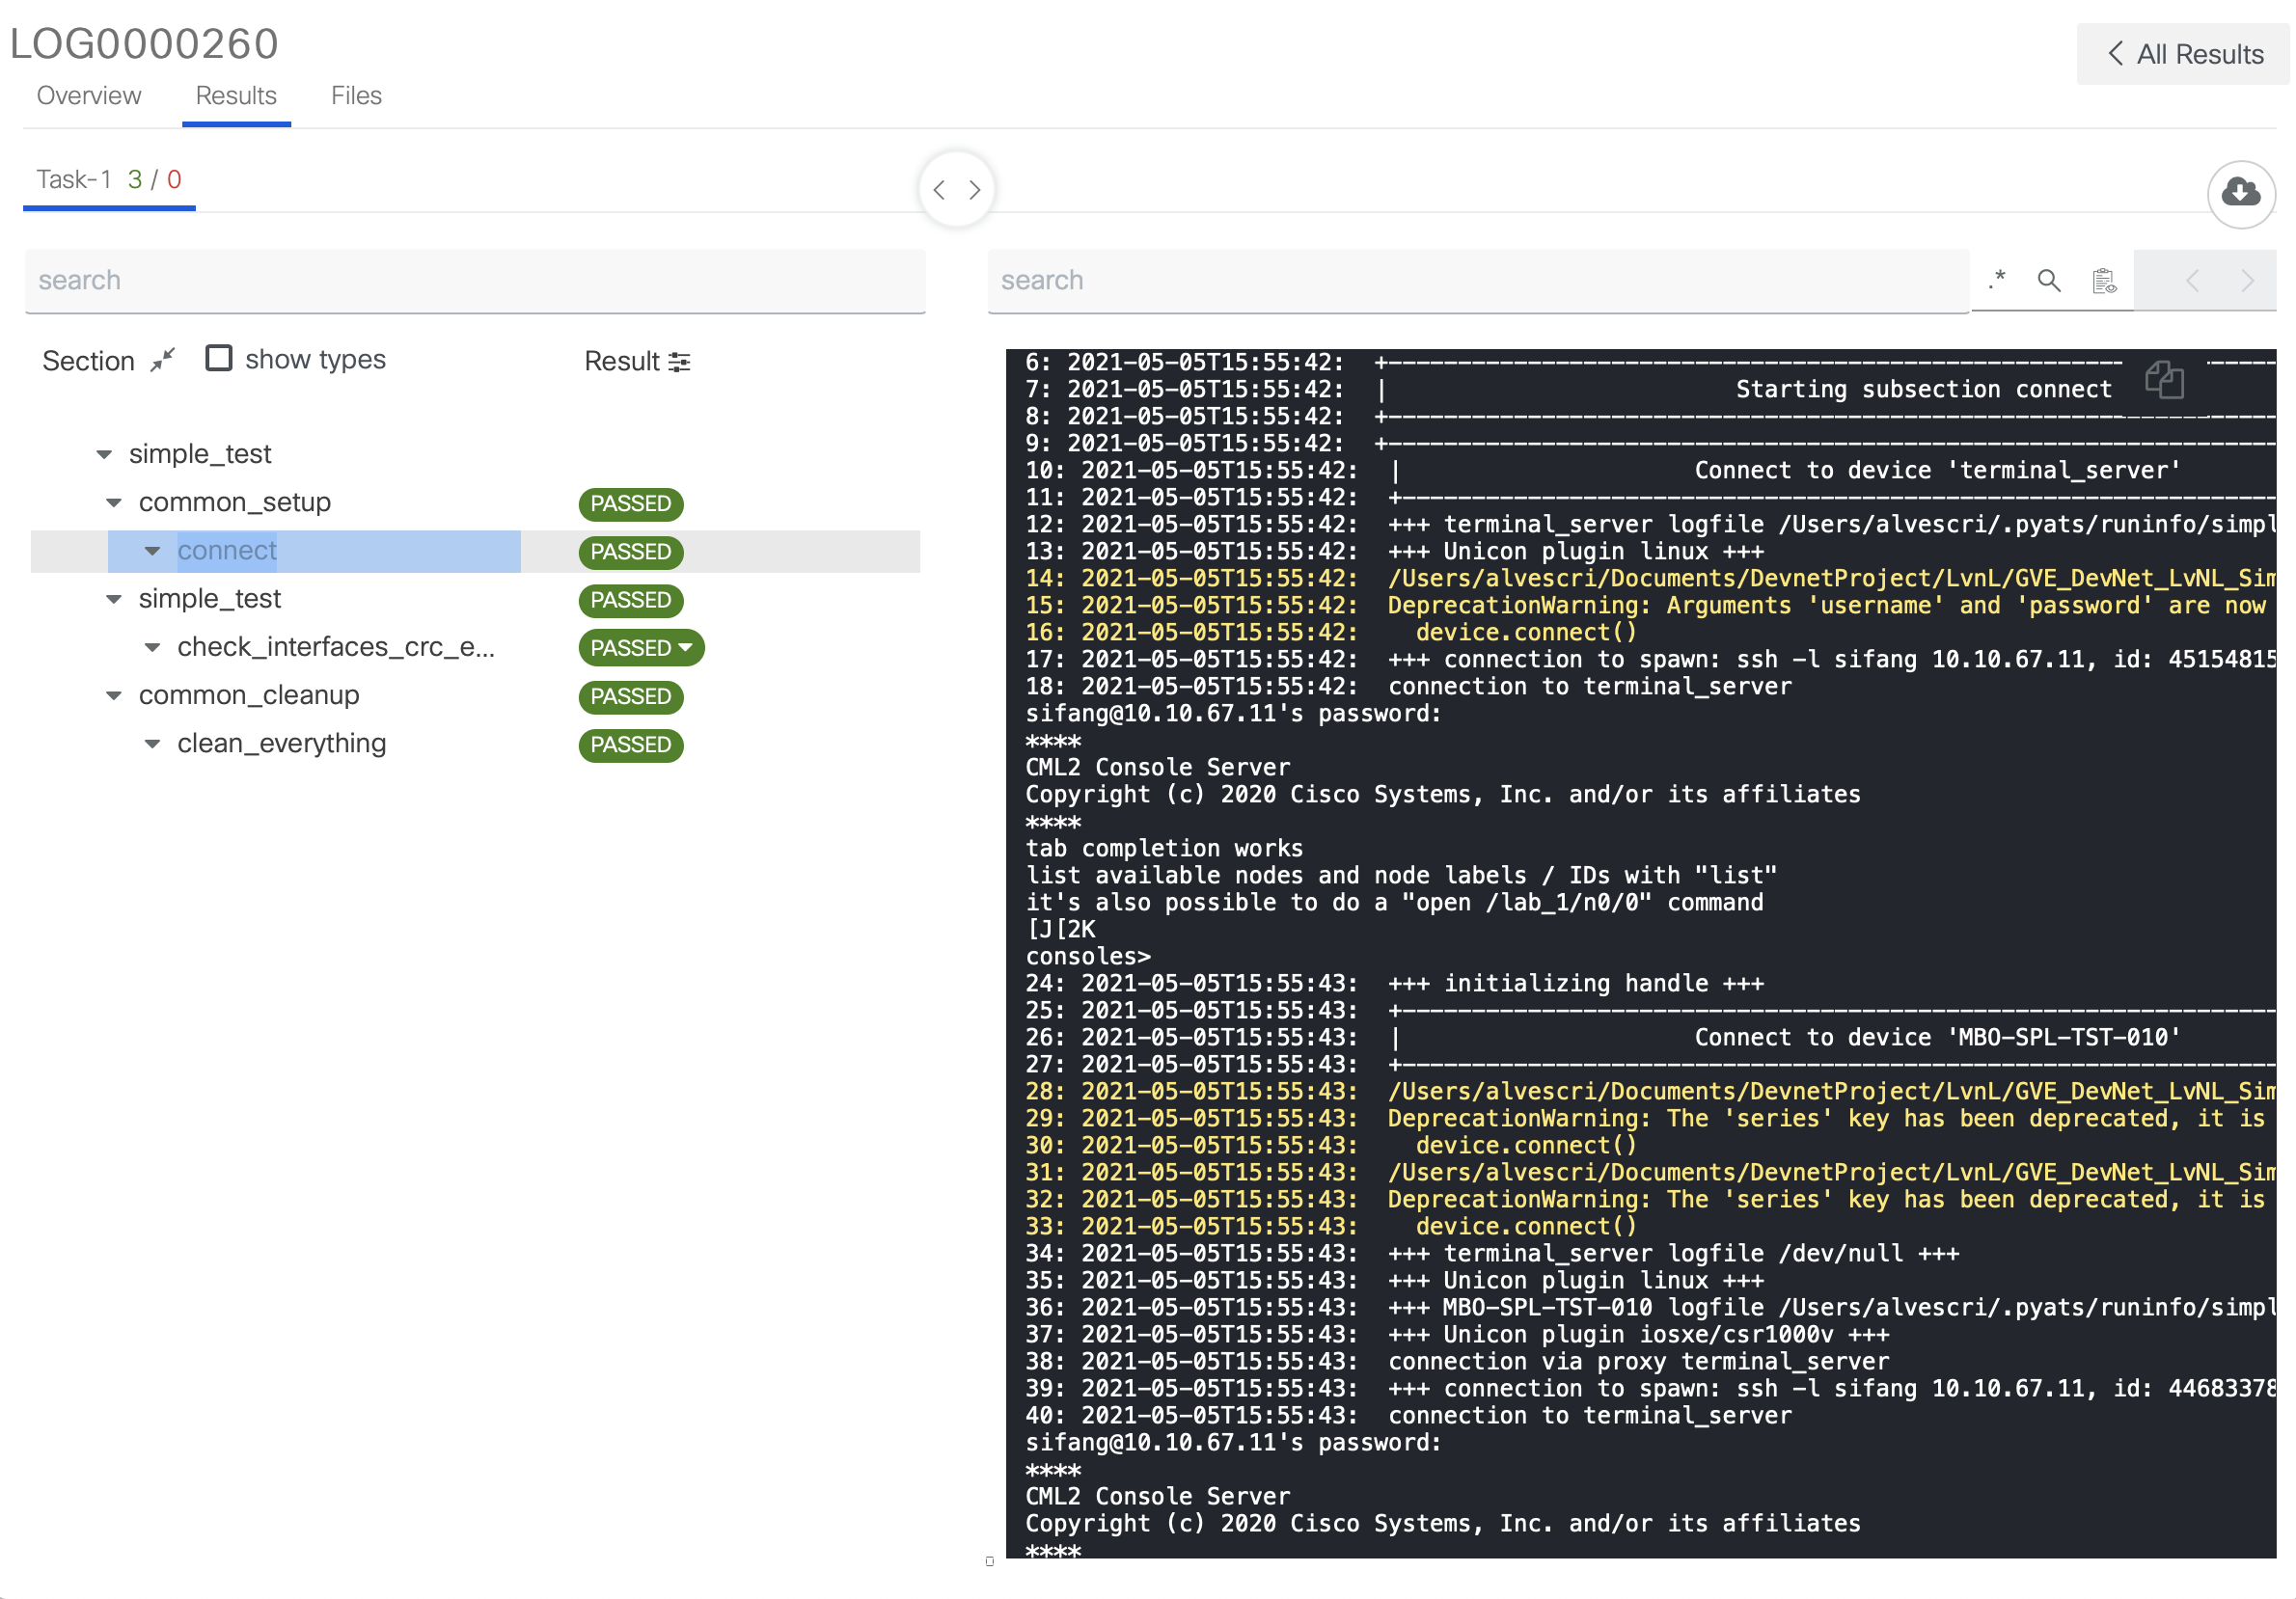 LOG0000260
All Results
Overview Results Files
Task-1 3 / 0
search
Section show types Result
simple_test
common_setup PASSED
connect PASSED
simple_test PASSED
check_interfaces_crc_e... PASSED
common_cleanup PASSED
clean_everything PASSED
search .*
6: 2021-05-05T15:55:42: +------------------------------------------------------------
7: 2021-05-05T15:55:42: | Starting subsection connect
8: 2021-05-05T15:55:42: +------------------------------------------------------------
9: 2021-05-05T15:55:42: +------------------------------------------------------------
10: 2021-05-05T15:55:42: | Connect to device 'terminal_server'
11: 2021-05-05T15:55:42: +------------------------------------------------------------
12: 2021-05-05T15:55:42: +++ terminal_server logfile /Users/alvescri/.pyats/runinfo/simpl
13: 2021-05-05T15:55:42: +++ Unicon plugin linux +++
14: 2021-05-05T15:55:42: /Users/alvescri/Documents/DevnetProject/LvnL/GVE_DevNet_LvNL_Sim
15: 2021-05-05T15:55:42: DeprecationWarning: Arguments 'username' and 'password' are now
16: 2021-05-05T15:55:42: device.connect()
17: 2021-05-05T15:55:42: +++ connection to spawn: ssh -l sifang 10.10.67.11, id: 45154815
18: 2021-05-05T15:55:42: connection to terminal_server
sifang@10.10.67.11's password:
****
CML2 Console Server
Copyright (c) 2020 Cisco Systems, Inc. and/or its affiliates
****
tab completion works
list available nodes and node labels / IDs with "list"
it's also possible to do a "open /lab_1/n0/0" command
[J[2K
consoles>
24: 2021-05-05T15:55:43: +++ initializing handle +++
25: 2021-05-05T15:55:43: +------------------------------------------------------------
26: 2021-05-05T15:55:43: | Connect to device 'MBO-SPL-TST-010'
27: 2021-05-05T15:55:43: +------------------------------------------------------------
28: 2021-05-05T15:55:43: /Users/alvescri/Documents/DevnetProject/LvnL/GVE_DevNet_LvNL_Sim
29: 2021-05-05T15:55:43: DeprecationWarning: The 'series' key has been deprecated, it is
30: 2021-05-05T15:55:43: device.connect()
31: 2021-05-05T15:55:43: /Users/alvescri/Documents/DevnetProject/LvnL/GVE_DevNet_LvNL_Sim
32: 2021-05-05T15:55:43: DeprecationWarning: The 'series' key has been deprecated, it is
33: 2021-05-05T15:55:43: device.connect()
34: 2021-05-05T15:55:43: +++ terminal_server logfile /dev/null +++
35: 2021-05-05T15:55:43: +++ Unicon plugin linux +++
36: 2021-05-05T15:55:43: +++ MBO-SPL-TST-010 logfile /Users/alvescri/.pyats/runinfo/simpl
37: 2021-05-05T15:55:43: +++ Unicon plugin iosxe/csr1000v +++
38: 2021-05-05T15:55:43: connection via proxy terminal_server
39: 2021-05-05T15:55:43: +++ connection to spawn: ssh -l sifang 10.10.67.11, id: 44683378
40: 2021-05-05T15:55:43: connection to terminal_server
sifang@10.10.67.11's password:
****
CML2 Console Server
Copyright (c) 2020 Cisco Systems, Inc. and/or its affiliates
****